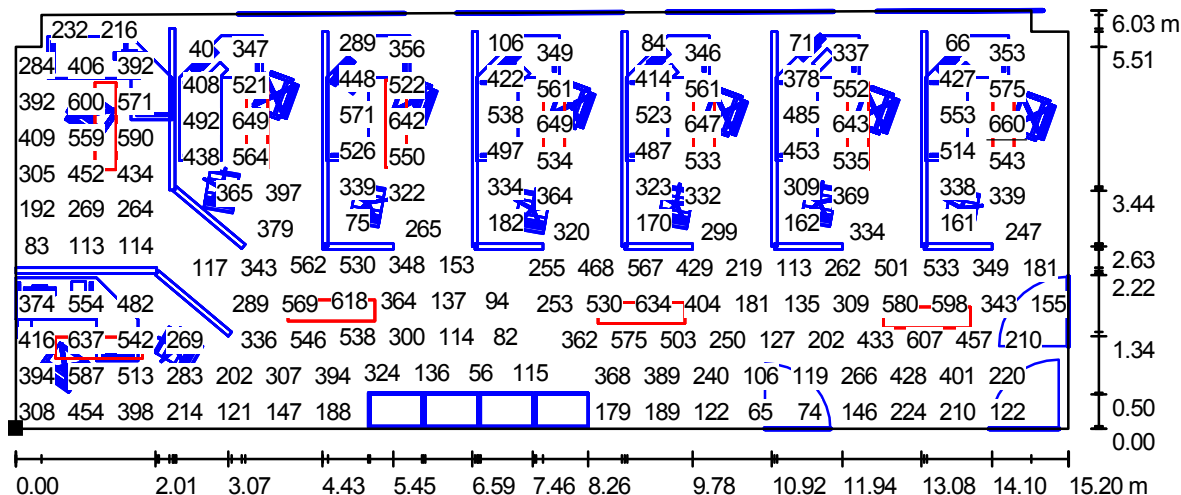 232 216 40 347 289 356 106 349 84 346 71 337 66 353 6.03 m
284 406 392 408 521 448 522 422 561 414 561 378 552 427 575 5.51
392 600 571 492 649 571 642 538 649 523 647 485 643 553 660
409 559 590 438 564 526 550 497 534 487 533 453 535 514 543
305 452 434 365 397 339 322 334 364 323 332 309 369 338 339 3.44
192 269 264 379 75 265 182 320 170 299 162 334 161 247
83 113 114 117 343 562 530 348 153 255 468 567 429 219 113 262 501 533 349 181 2.63
374 554 482 289 569 618 364 137 94 253 530 634 404 181 135 309 580 598 343 155 2.22
416 637 542 269 336 546 538 300 114 82 362 575 503 250 127 202 433 607 457 210 1.34
394 587 513 283 202 307 394 324 136 56 115 368 389 240 106 119 266 428 401 220
308 454 398 214 121 147 188 179 189 122 65 74 146 224 210 122 0.50
0.00
0.00 2.01 3.07 4.43 5.45 6.59 7.46 8.26 9.78 10.92 11.94 13.08 14.10 15.20 m